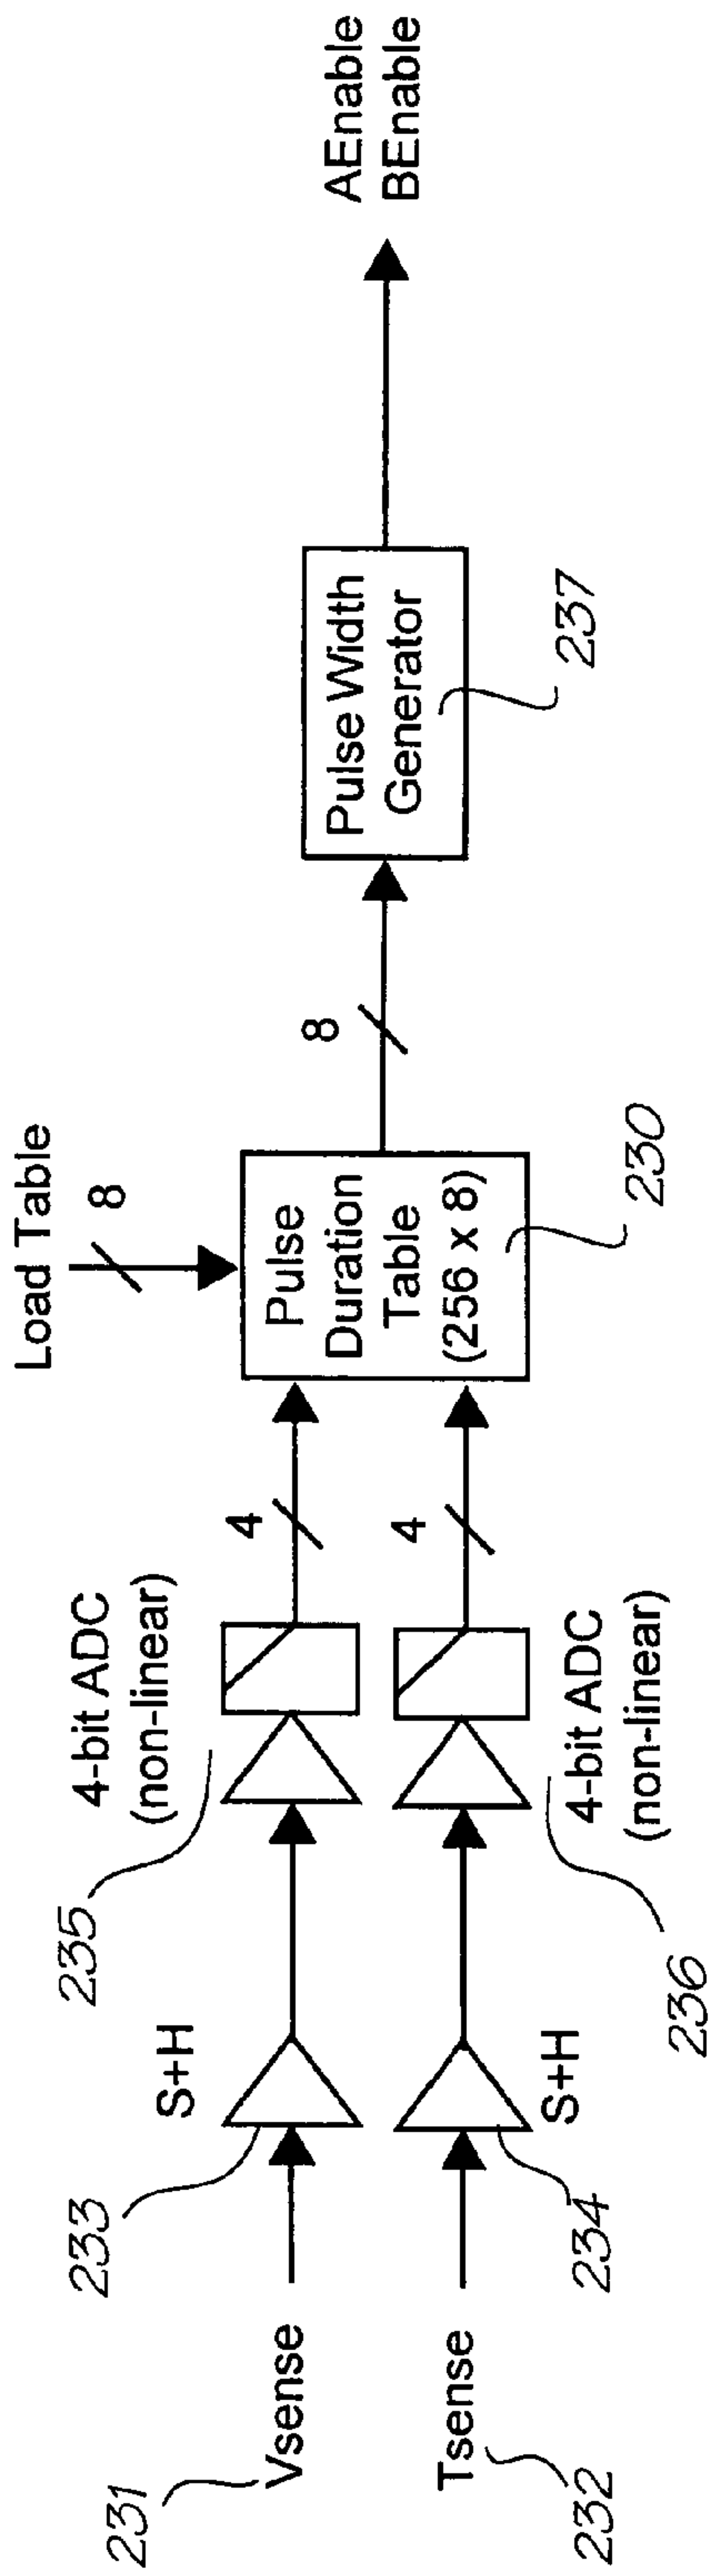 231
Vsense
Tsense
232
233
S+H
S+H
234
235
4-bit ADC
(non-linear)
4-bit ADC
(non-linear)
236
4
4
Load Table
8
Pulse
Duration
Table
(256 x 8)
230
8
Pulse Width
Generator
237
AEnable
BEnable